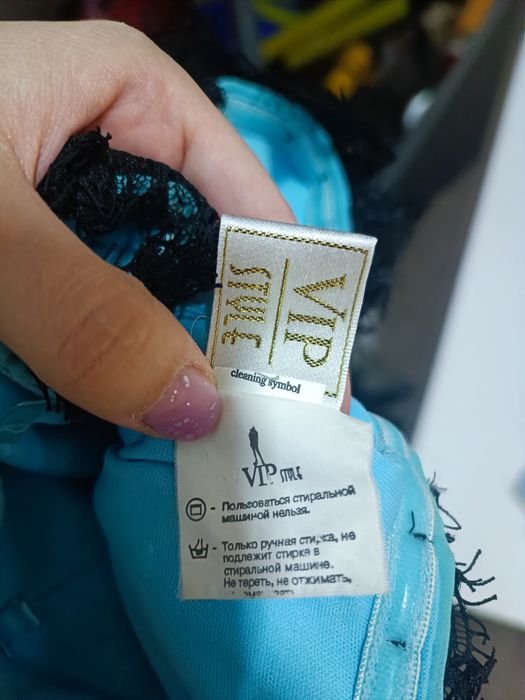 VIP
STYLE
cleaning symbol
VIP STYLE
- Пользоваться стиральной
машиной нельзя.
- Только ручная стирка, не
подлежит стирке в
стиральной машине.
Не тереть, не отжимать,